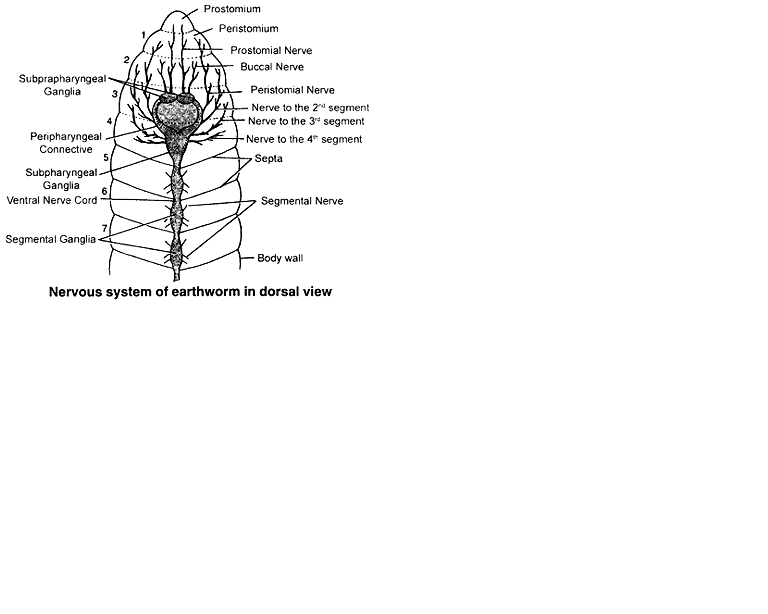 Prostomium
Peristomium
1
Prostomial Nerve
2
Buccal Nerve
Subprapharyngeal
Ganglia
3
Peristomial Nerve
Nerve to the 2nd segment
4
Nerve to the 3rd segment
Peripharyngeal
Connective
Nerve to the 4th segment
5
Septa
Subpharyngeal
Ganglia
6
Ventral Nerve Cord
Segmental Nerve
7
Segmental Ganglia
Body wall
Nervous system of earthworm in dorsal view